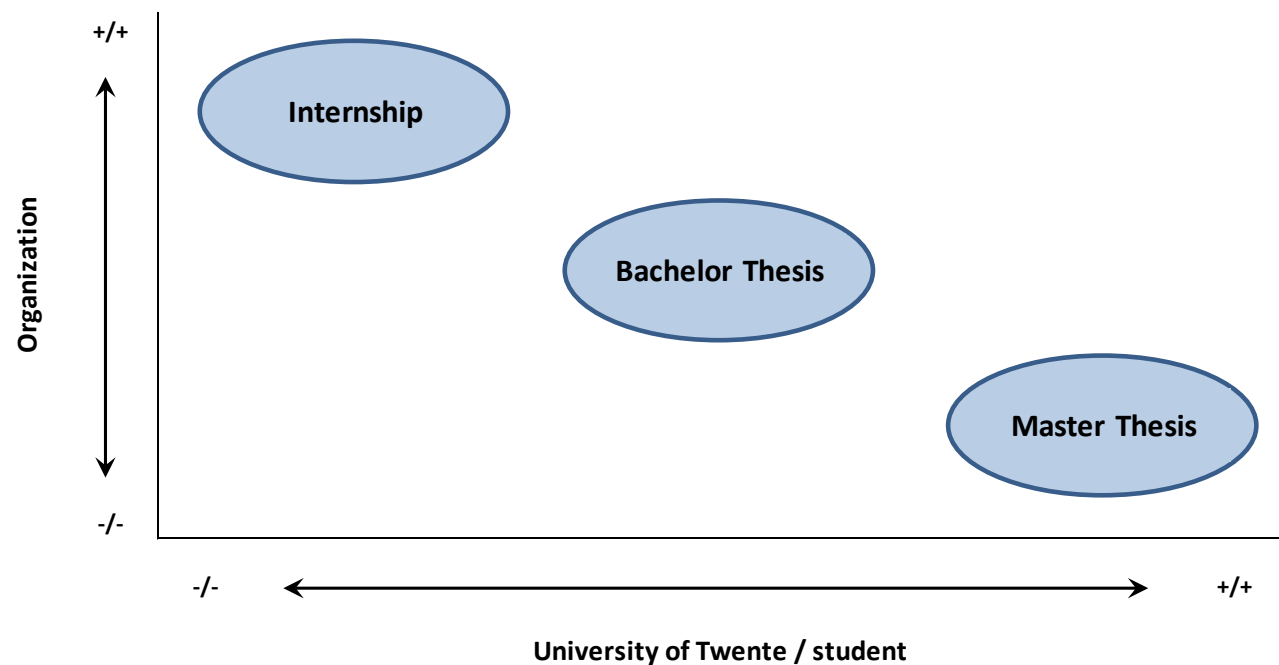 +/+
Internship
Organization
Bachelor Thesis
Master Thesis
-/-
-/-
+/+
University of Twente / student